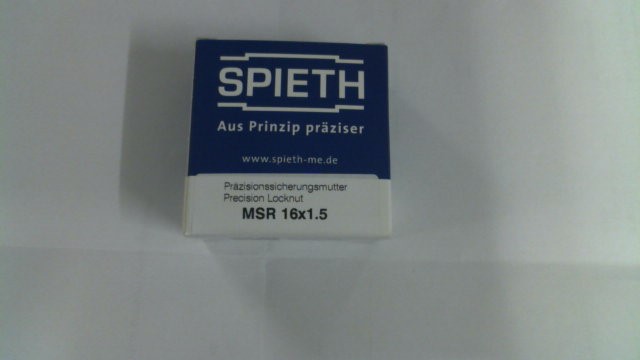 SPIETH
Aus Prinzip präziser
www.spieth-me.de
Präzisionssicherungsmutter
Precision Locknut
MSR 16x1.5